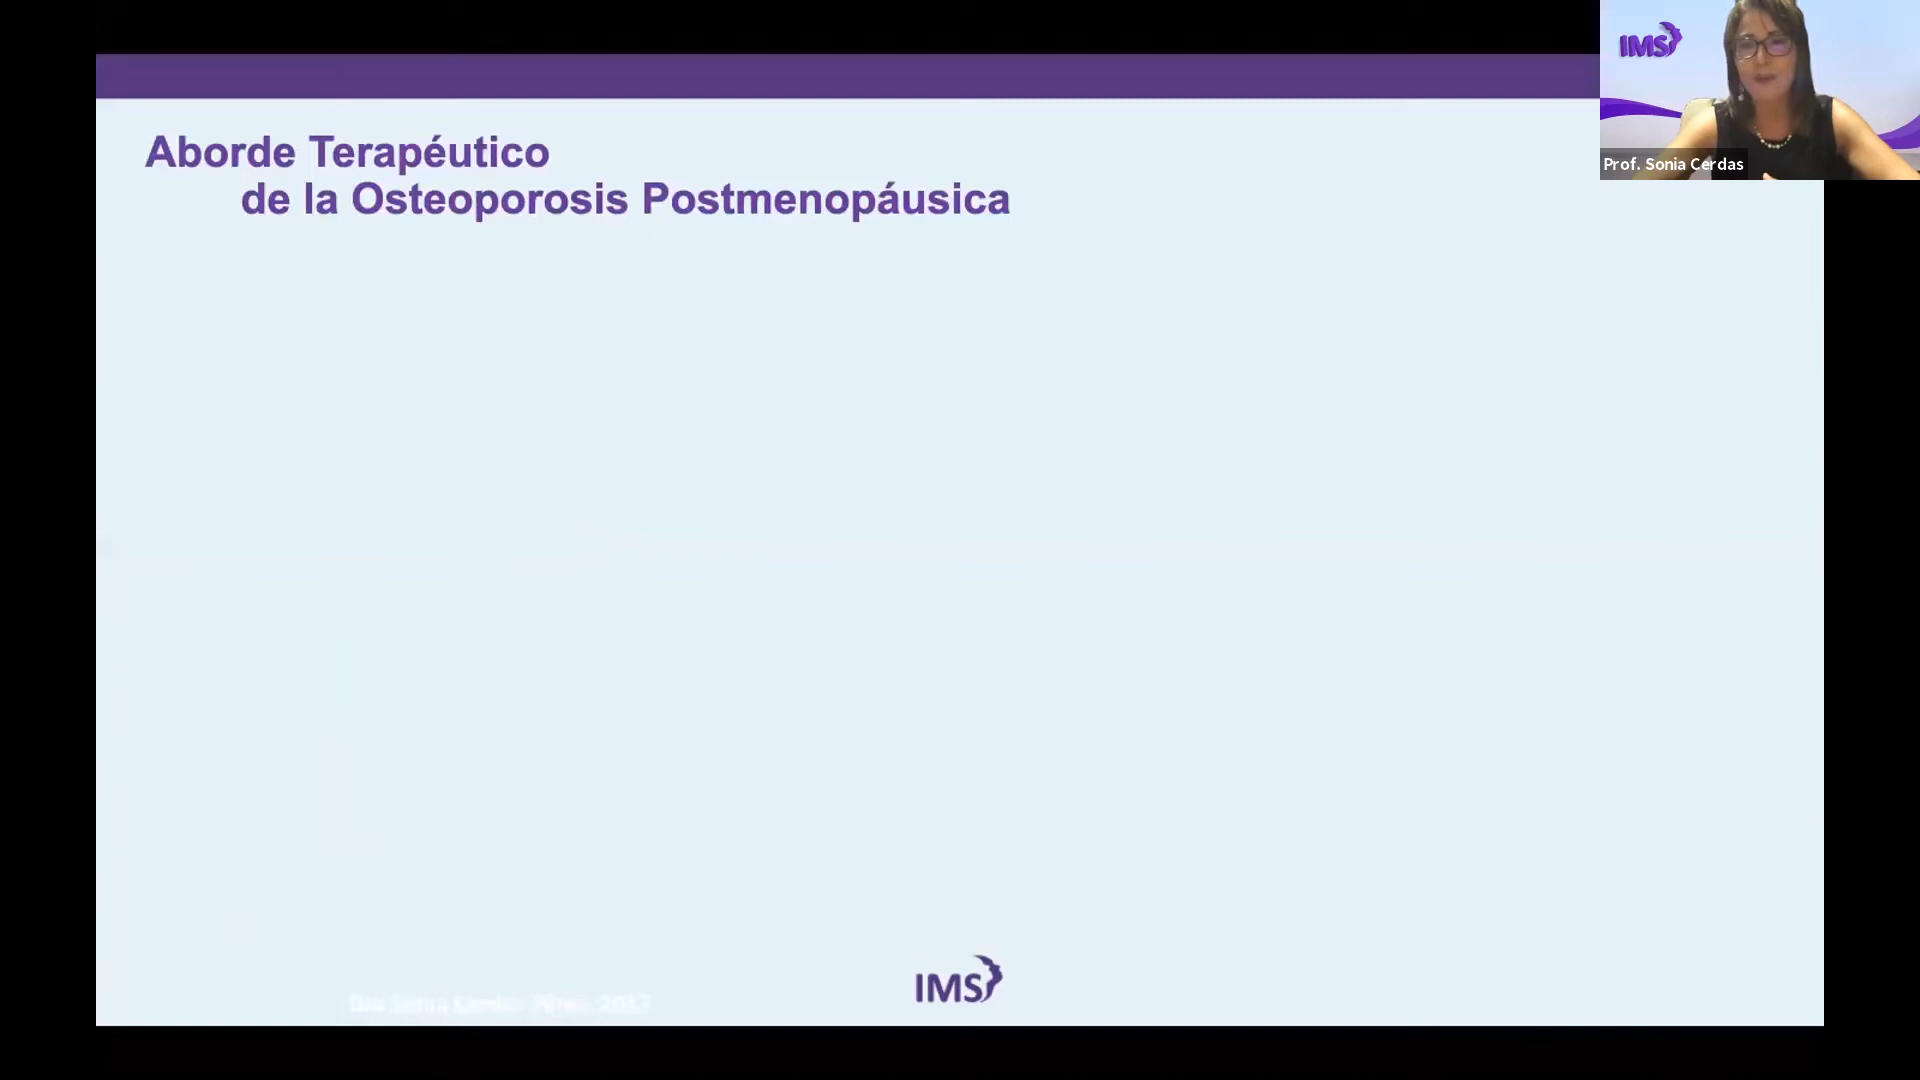 IMS
Prof. Sonia Cerdas
Aborde Terapéutico
de la Osteoporosis Postmenopáusica
IMS